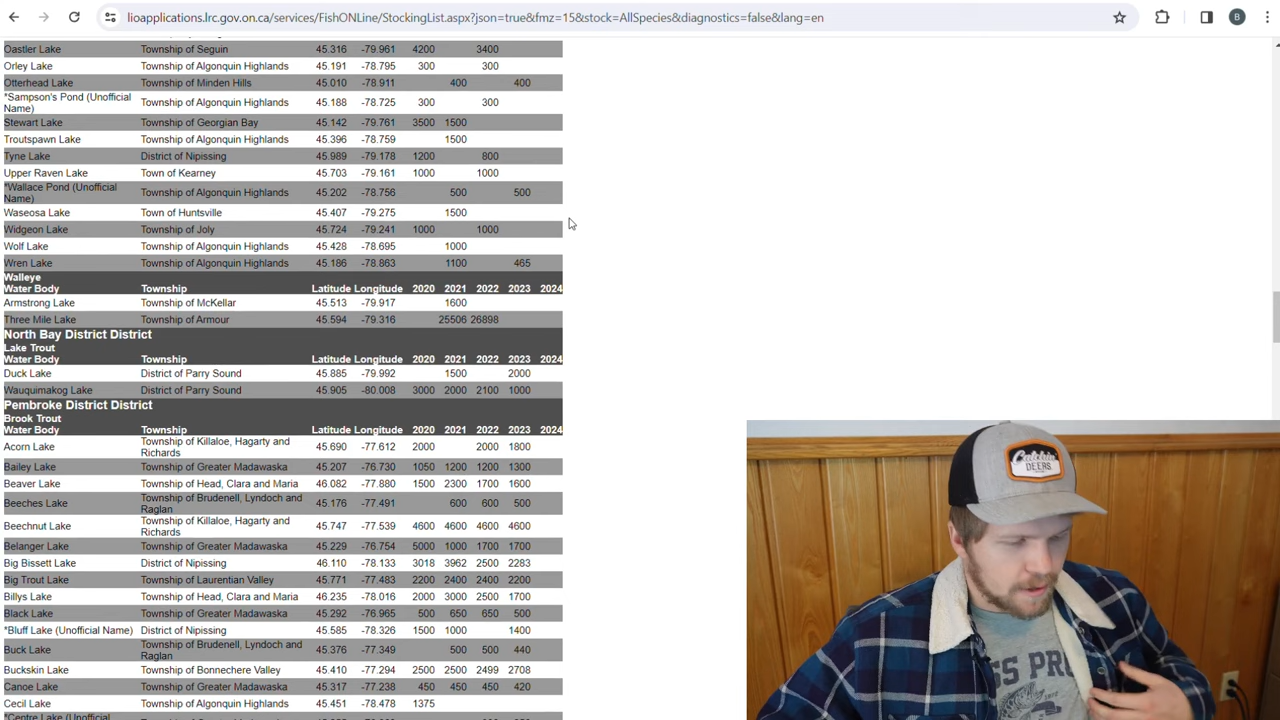 lioapplications.lrc.gov.on.ca/services/FishONLine/StockingList.aspx?json=true&fmz=15&stock=AllSpecies&diagnostics=false&lang=en
B
Oastler Lake Township of Seguin 45.316 -79.961 4200 3400
Orley Lake Township of Algonquin Highlands 45.191 -78.795 300 300
Otterhead Lake Township of Minden Hills 45.010 -78.911 400 400
*Sampson's Pond (Unofficial
Name) Township of Algonquin Highlands 45.188 -78.725 300 300
Stewart Lake Township of Georgian Bay 45.142 -79.761 3500 1500
Troutspawn Lake Township of Algonquin Highlands 45.396 -78.759 1500
Tyne Lake District of Nipissing 45.989 -79.178 1200 800
Upper Raven Lake Town of Kearney 45.703 -79.161 1000 1000
*Wallace Pond (Unofficial
Name) Township of Algonquin Highlands 45.202 -78.756 500 500
Waseosa Lake Town of Huntsville 45.407 -79.275 1500
Widgeon Lake Township of Joly 45.724 -79.241 1000 1000
Wolf Lake Township of Algonquin Highlands 45.428 -78.695 1000
Wren Lake Township of Algonquin Highlands 45.186 -78.863 1100 465
Walleye
Water Body Township Latitude Longitude 2020 2021 2022 2023 2024
Armstrong Lake Township of McKellar 45.513 -79.917 1600
Three Mile Lake Township of Armour 45.594 -79.316 25506 26898
North Bay District District
Lake Trout
Water Body Township Latitude Longitude 2020 2021 2022 2023 2024
Duck Lake District of Parry Sound 45.885 -79.992 1500 2000
Wauquimakog Lake District of Parry Sound 45.905 -80.008 3000 2000 2100 1000
Pembroke District District
Brook Trout
Water Body Township Latitude Longitude 2020 2021 2022 2023 2024
Acorn Lake Township of Killaloe, Hagarty and
Richards 45.690 -77.612 2000 2000 1800
Bailey Lake Township of Greater Madawaska 45.207 -76.730 1050 1200 1200 1300
Beaver Lake Township of Head, Clara and Maria 46.082 -77.880 1500 2300 1700 1600
Beeches Lake Township of Brudenell, Lyndoch and
Raglan 45.176 -77.491 600 600 500
Beechnut Lake Township of Killaloe, Hagarty and
Richards 45.747 -77.539 4600 4600 4600 4600
Belanger Lake Township of Greater Madawaska 45.229 -76.754 5000 1000 1700 1700
Big Bissett Lake District of Nipissing 46.110 -78.133 3018 3962 2500 2283
Big Trout Lake Township of Laurentian Valley 45.771 -77.483 2200 2400 2400 2200
Billys Lake Township of Head, Clara and Maria 46.235 -78.016 2000 3000 2500 1700
Black Lake Township of Greater Madawaska 45.292 -76.965 500 650 650 500
*Bluff Lake (Unofficial Name) District of Nipissing 45.585 -78.326 1500 1000 1400
Buck Lake Township of Brudenell, Lyndoch and
Raglan 45.376 -77.349 500 500 440
Buckskin Lake Township of Bonnechere Valley 45.410 -77.294 2500 2500 2499 2708
Canoe Lake Township of Greater Madawaska 45.317 -77.238 450 450 450 420
Cecil Lake 45.451 -78.478 1375
*Centre Lake (Unofficial
DEERS